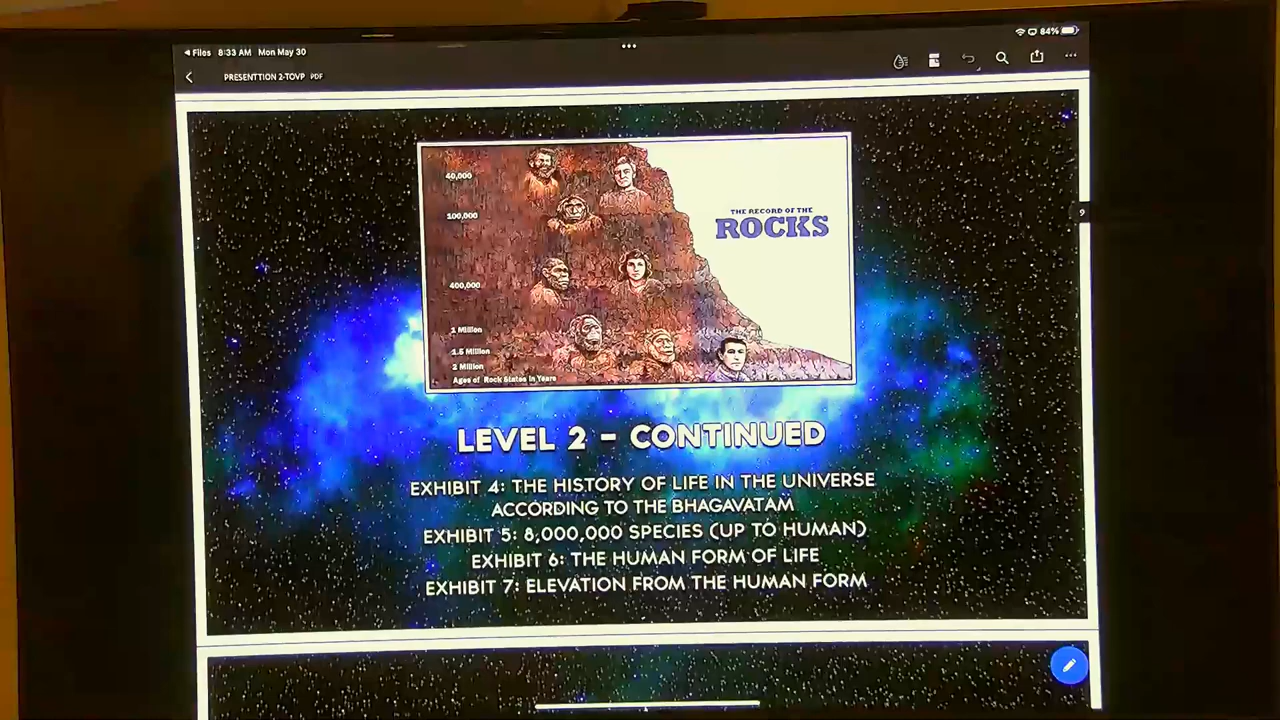 Files 8:33 AM Mon May 30
84%
PRESENTTION 2-TOVP PDF
9
40,000
100,000
400,000
1 Million
1.5 Million
2 Million
Ages of Rock States in Years
THE RECORD OF THE
ROCKS
LEVEL 2 - CONTINUED
EXHIBIT 4: THE HISTORY OF LIFE IN THE UNIVERSE
ACCORDING TO THE BHAGAVATAM
EXHIBIT 5: 8,000,000 SPECIES (UP TO HUMAN)
EXHIBIT 6: THE HUMAN FORM OF LIFE
EXHIBIT 7: ELEVATION FROM THE HUMAN FORM